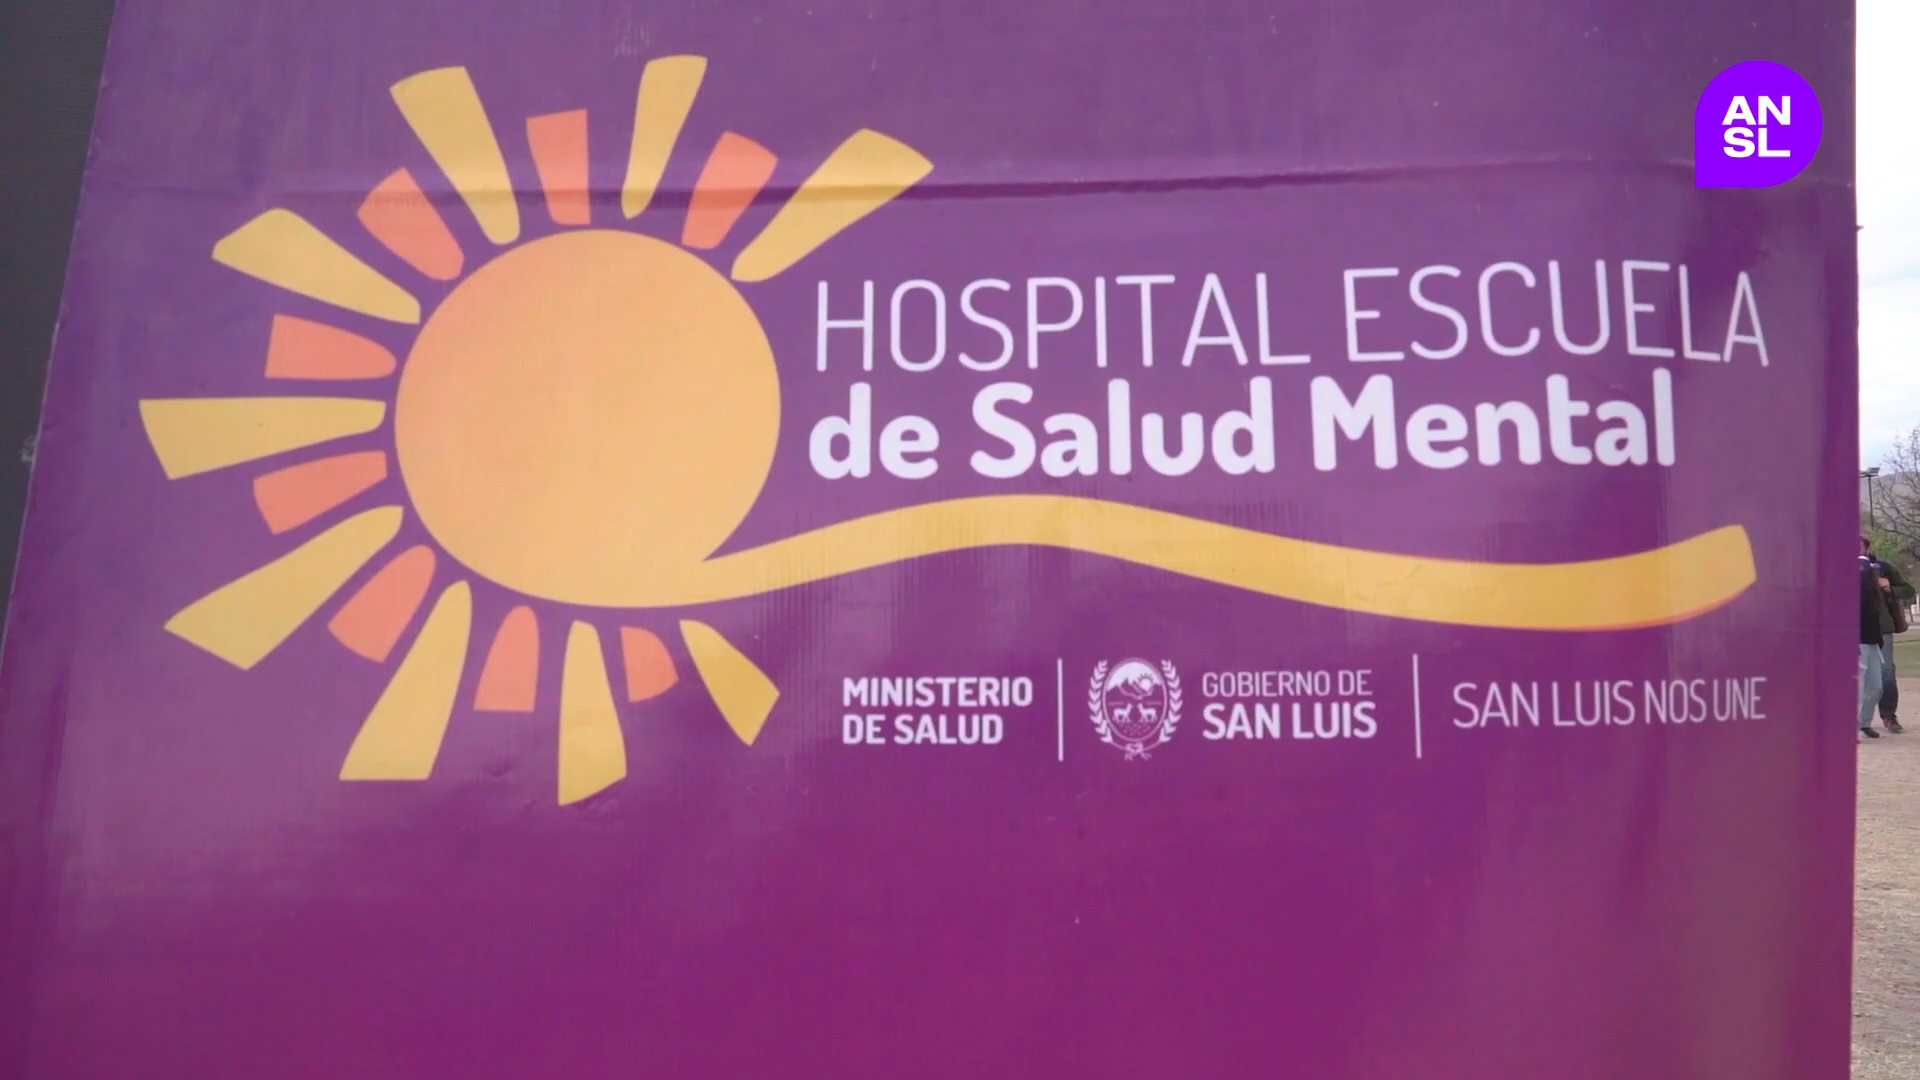 AN
SL
HOSPITAL ESCUELA
de Salud Mental
MINISTERIO
DE SALUD
GOBIERNO DE
SAN LUIS
SAN LUIS NOS UNE